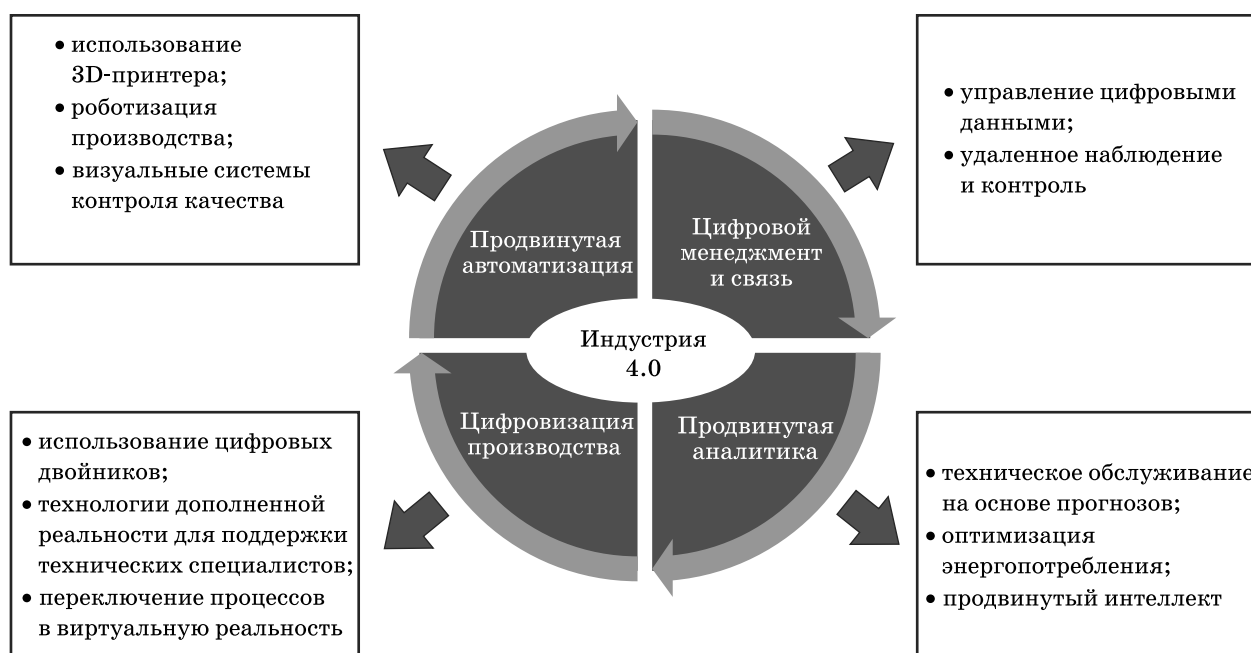 • использование
3D-принтера;
• роботизация
производства;
• визуальные системы
контроля качества
• управление цифровыми
данными;
• удаленное наблюдение
и контроль
Продвинутая
автоматизация
Цифровой
менеджмент
и связь
Индустрия
4.0
Цифровизация
производства
Продвинутая
аналитика
• использование цифровых
двойников;
• технологии дополненной
реальности для поддержки
технических специалистов;
• переключение процессов
в виртуальную реальность
• техническое обслуживание
на основе прогнозов;
• оптимизация
энергопотребления;
• продвинутый интеллект